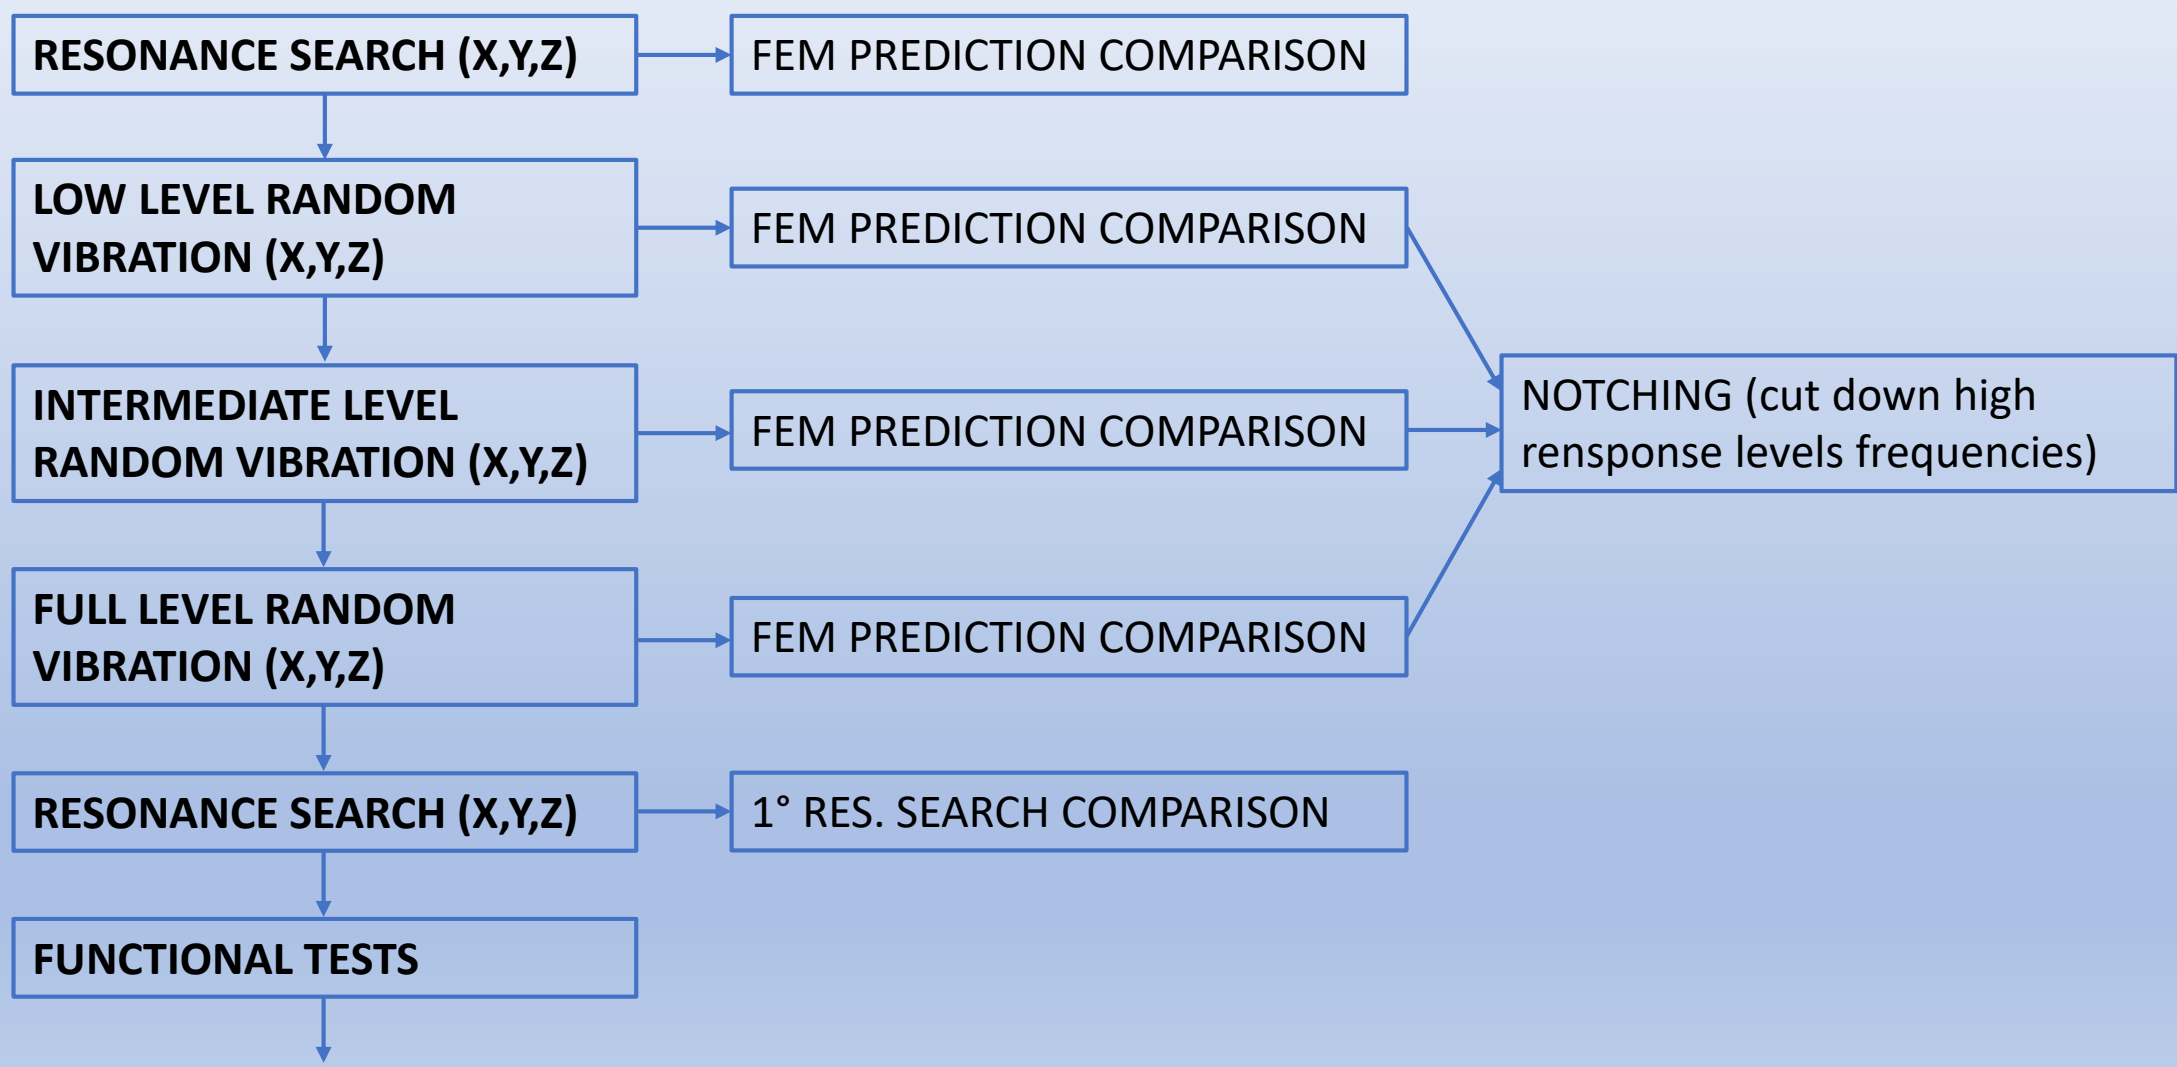 RESONANCE SEARCH (X,Y,Z)
FEM PREDICTION COMPARISON
LOW LEVEL RANDOM
VIBRATION (X,Y,Z)
FEM PREDICTION COMPARISON
INTERMEDIATE LEVEL
RANDOM VIBRATION (X,Y,Z)
FEM PREDICTION COMPARISON
NOTCHING (cut down high
rensponse levels frequencies)
FULL LEVEL RANDOM
VIBRATION (X,Y,Z)
FEM PREDICTION COMPARISON
RESONANCE SEARCH (X,Y,Z)
1° RES. SEARCH COMPARISON
FUNCTIONAL TESTS